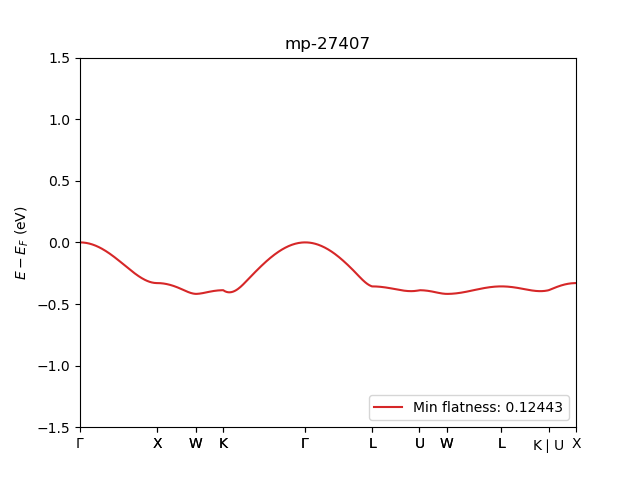 mp-27407
1.5
1.0
0.5
0.0
−0.5
−1.0
−1.5
E − E_F (eV)
Min flatness: 0.12443
Γ X W K Γ L U W L K | U X